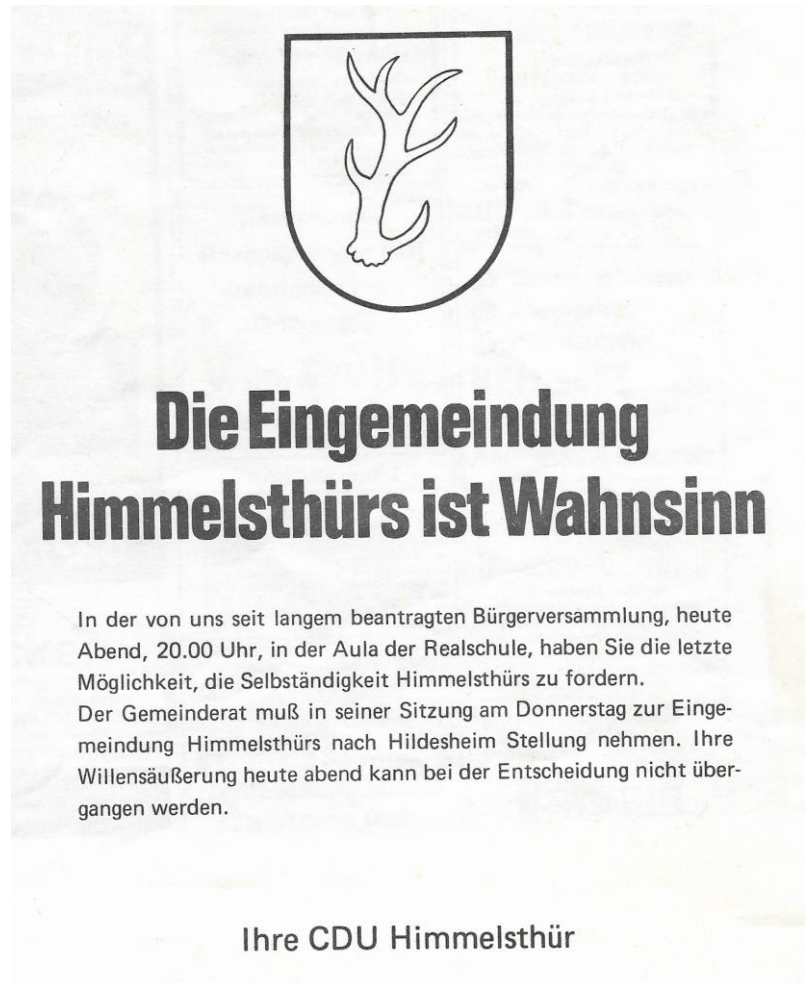 Die Eingemeindung
Himmelsthürs ist Wahnsinn
In der von uns seit langem beantragten Bürgerversammlung, heute
Abend, 20.00 Uhr, in der Aula der Realschule, haben Sie die letzte
Möglichkeit, die Selbständigkeit Himmelsthürs zu fordern.
Der Gemeinderat muß in seiner Sitzung am Donnerstag zur Einge-
meindung Himmelsthürs nach Hildesheim Stellung nehmen. Ihre
Willensäußerung heute abend kann bei der Entscheidung nicht über-
gangen werden.
Ihre CDU Himmelsthür